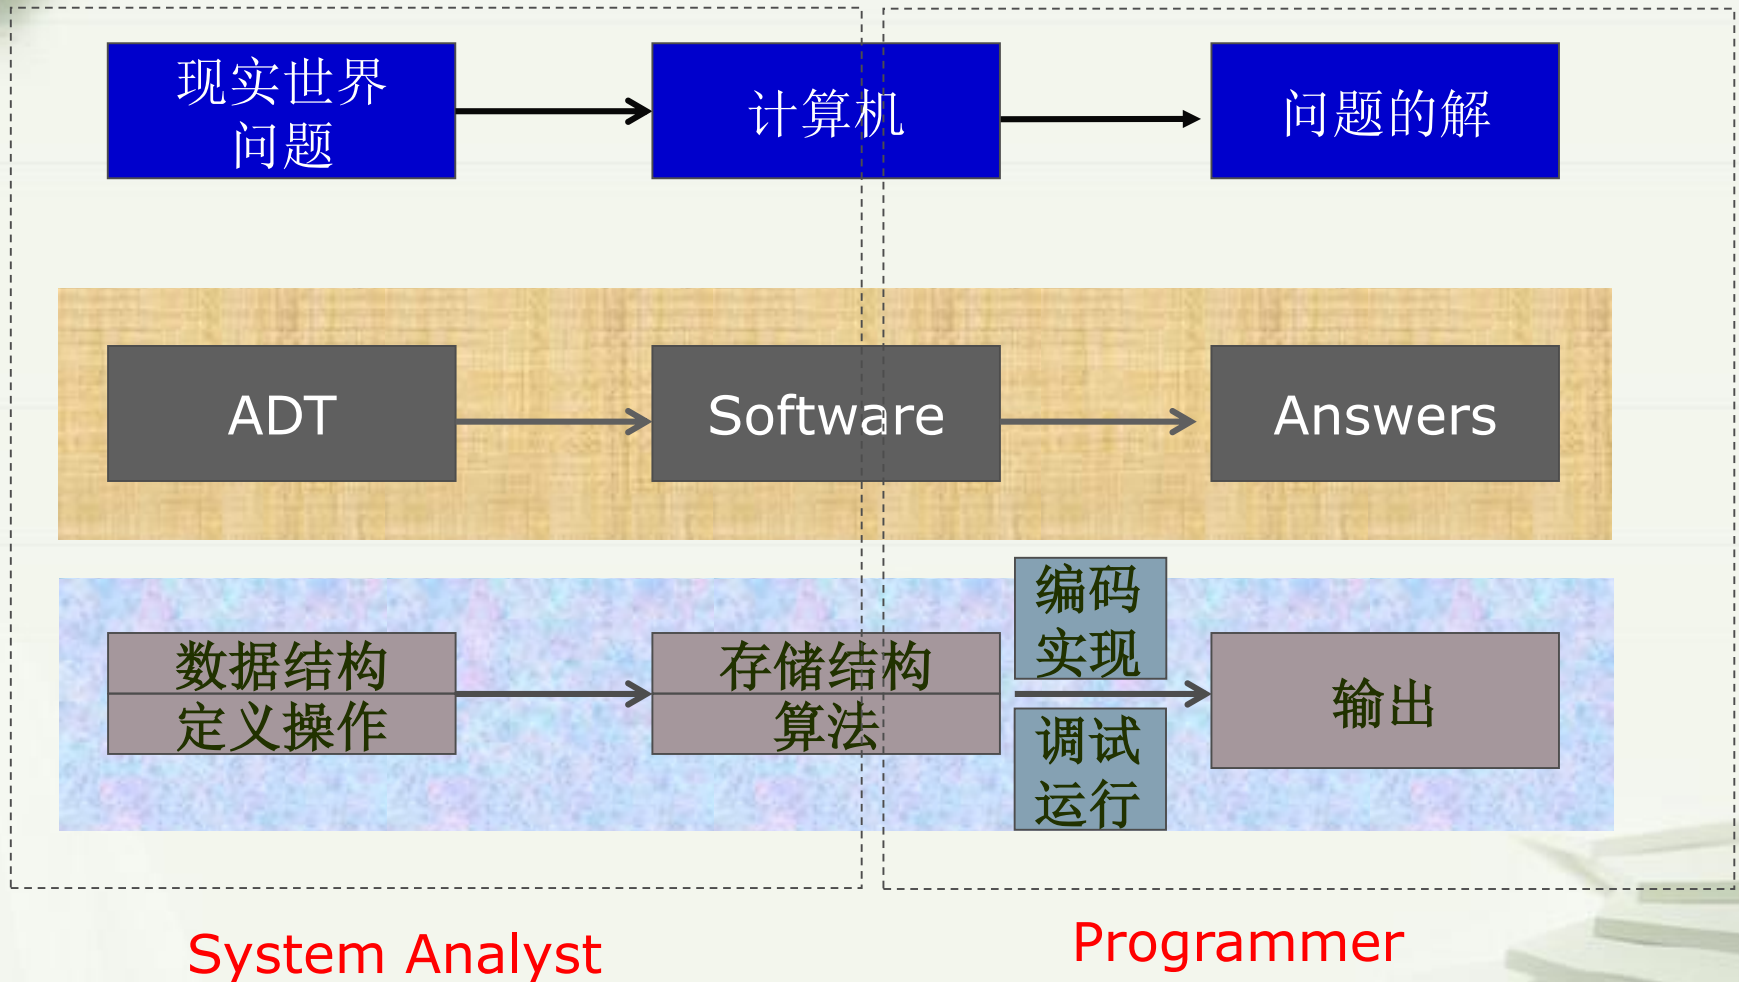 现实世界
问题
计算机
问题的解
ADT
Software
Answers
数据结构
定义操作
存储结构
算法
编码
实现
调试
运行
输出
System Analyst
Programmer